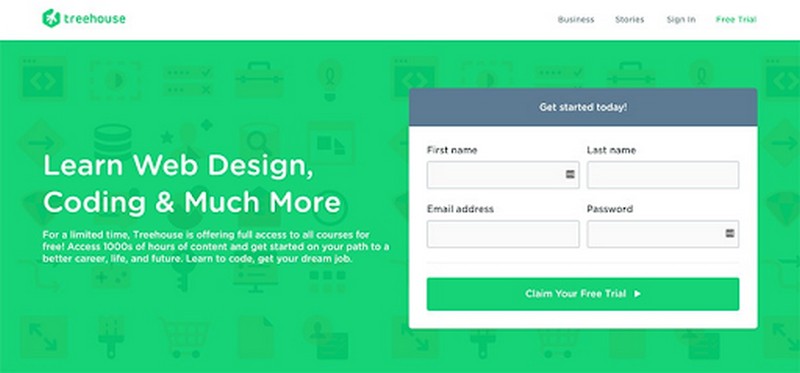 treehouse
Business Stories Sign In Free Trial
Learn Web Design,
Coding & Much More
For a limited time, Treehouse is offering full access to all courses for
free! Access 1000s of hours of content and get started on your path to a
better career, life, and future. Learn to code, get your dream job.
Get started today!
First name Last name
Email address Password
Claim Your Free Trial